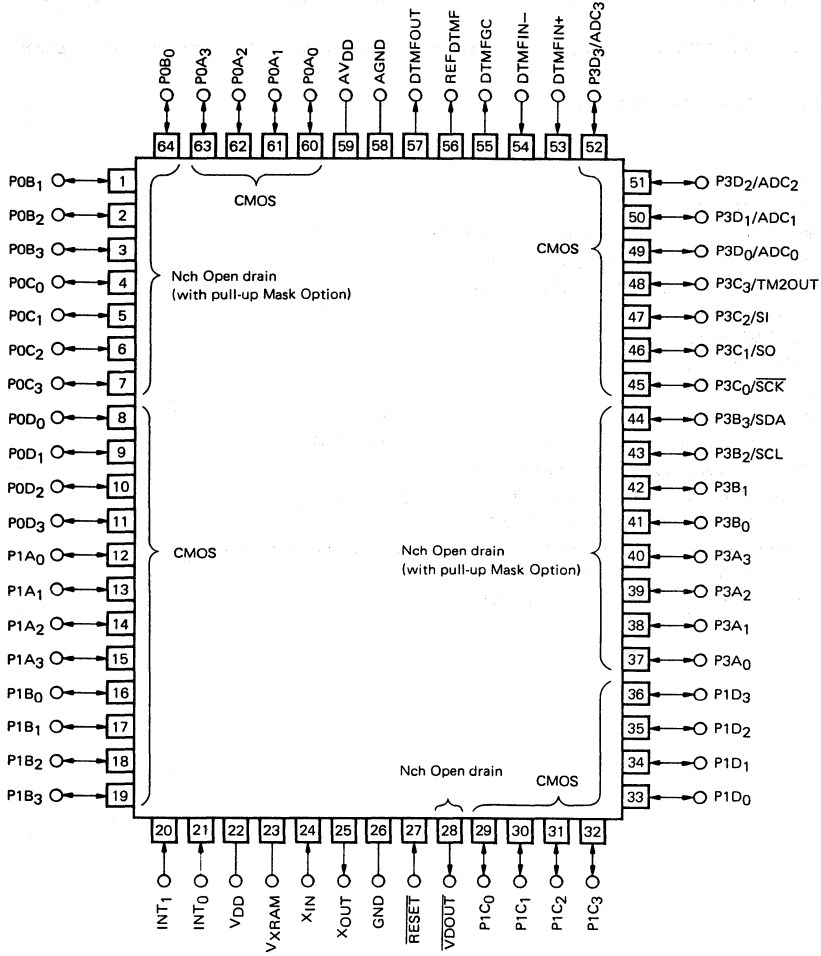 P0B0 P0A3 P0A2 P0A1 P0A0 AVDD AGND DTMFOUT REFDTMF DTMFGC DTMFIN− DTMFIN+ P3D3/ADC3
64 63 62 61 60 59 58 57 56 55 54 53 52
CMOS
P0B1 1
P0B2 2
P0B3 3
P0C0 4
P0C1 5
P0C2 6
P0C3 7
P0D0 8
P0D1 9
P0D2 10
P0D3 11
P1A0 12
P1A1 13
P1A2 14
P1A3 15
P1B0 16
P1B1 17
P1B2 18
P1B3 19
Nch Open drain
(with pull-up Mask Option)
CMOS
CMOS
Nch Open drain
(with pull-up Mask Option)
Nch Open drain
CMOS
51 P3D2/ADC2
50 P3D1/ADC1
49 P3D0/ADC0
48 P3C3/TM2OUT
47 P3C2/SI
46 P3C1/SO
45 P3C0/SCK
44 P3B3/SDA
43 P3B2/SCL
42 P3B1
41 P3B0
40 P3A3
39 P3A2
38 P3A1
37 P3A0
36 P1D3
35 P1D2
34 P1D1
33 P1D0
20 21 22 23 24 25 26 27 28 29 30 31 32
INT1 INT0 VDD VXRAM XIN XOUT GND RESET VDOUT P1C0 P1C1 P1C2 P1C3